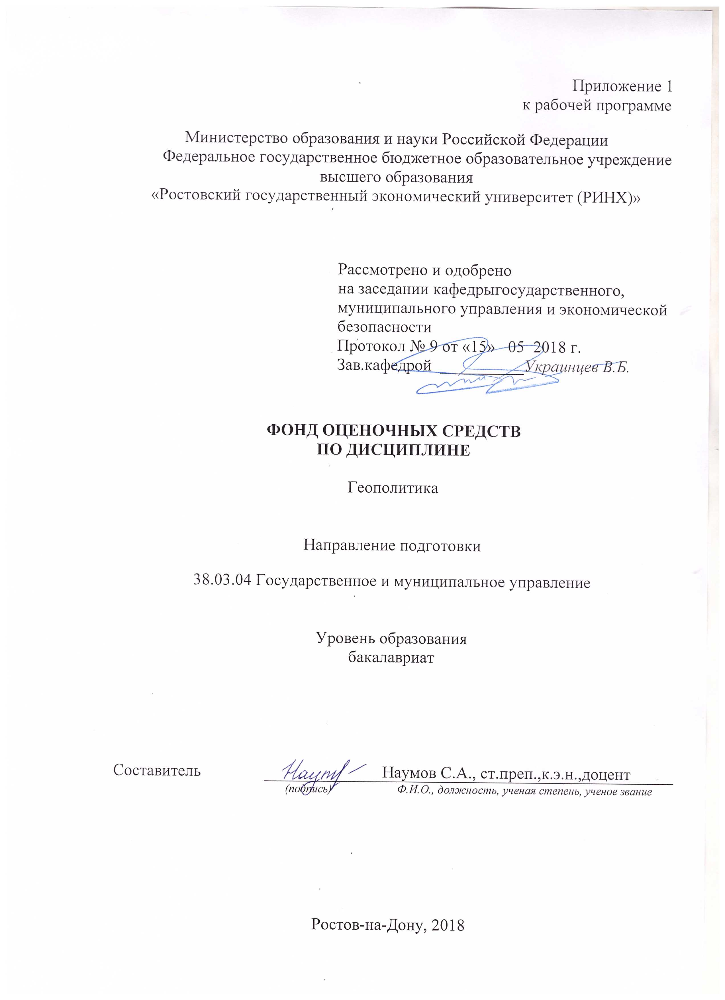 Приложение 1
к рабочей программе
Министерство образования и науки Российской Федерации
Федеральное государственное бюджетное образовательное учреждение
высшего образования
«Ростовский государственный экономический университет (РИНХ)»
Рассмотрено и одобрено
на заседании кафедрыгосударственного,
муниципального управления и экономической
безопасности
Протокол № 9 от «15» 05 2018 г.
Зав.кафедрой __________Украинцев В.Б.
ФОНД ОЦЕНОЧНЫХ СРЕДСТВ
ПО ДИСЦИПЛИНЕ
Геополитика
Направление подготовки
38.03.04 Государственное и муниципальное управление
Уровень образования
бакалавриат
Составитель Наумов С.А., ст.преп.,к.э.н.,доцент
(подпись) Ф.И.О., должность, ученая степень, ученое звание
Ростов-на-Дону, 2018